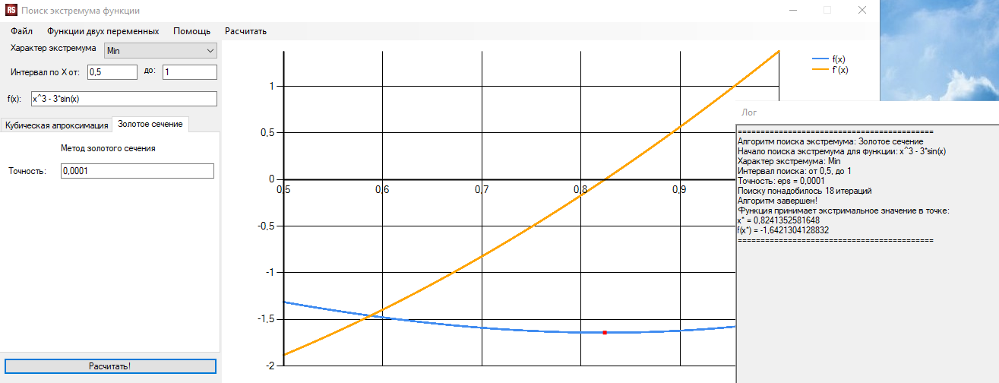 RS Поиск экстремума функции
Файл Функции двух переменных Помощь Расчитать
Характер экстремума Min
Интервал по X от: 0,5 до: 1
f(x): x^3 - 3*sin(x)
Кубическая апроксимация Золотое сечение
Метод золотого сечения
Точность: 0,0001
Расчитать!
1
0,5
0
-0,5
-1
-1,5
-2
0,5 0,6 0,7 0,8 0,9
f(x)
f`(x)
Лог
==========================================
Алгоритм поиска экстремума: Золотое сечение
Начало поиска экстремума для функции: x^3 - 3*sin(x)
Характер экстремума: Min
Интервал поиска: от 0,5, до 1
Точность: eps = 0,0001
Поиску понадобилось 18 итераций
Алгоритм завершен!
Функция принимает экстримальное значение в точке:
x* = 0,8241352581648
f(x*) = -1,6421304128832
==========================================